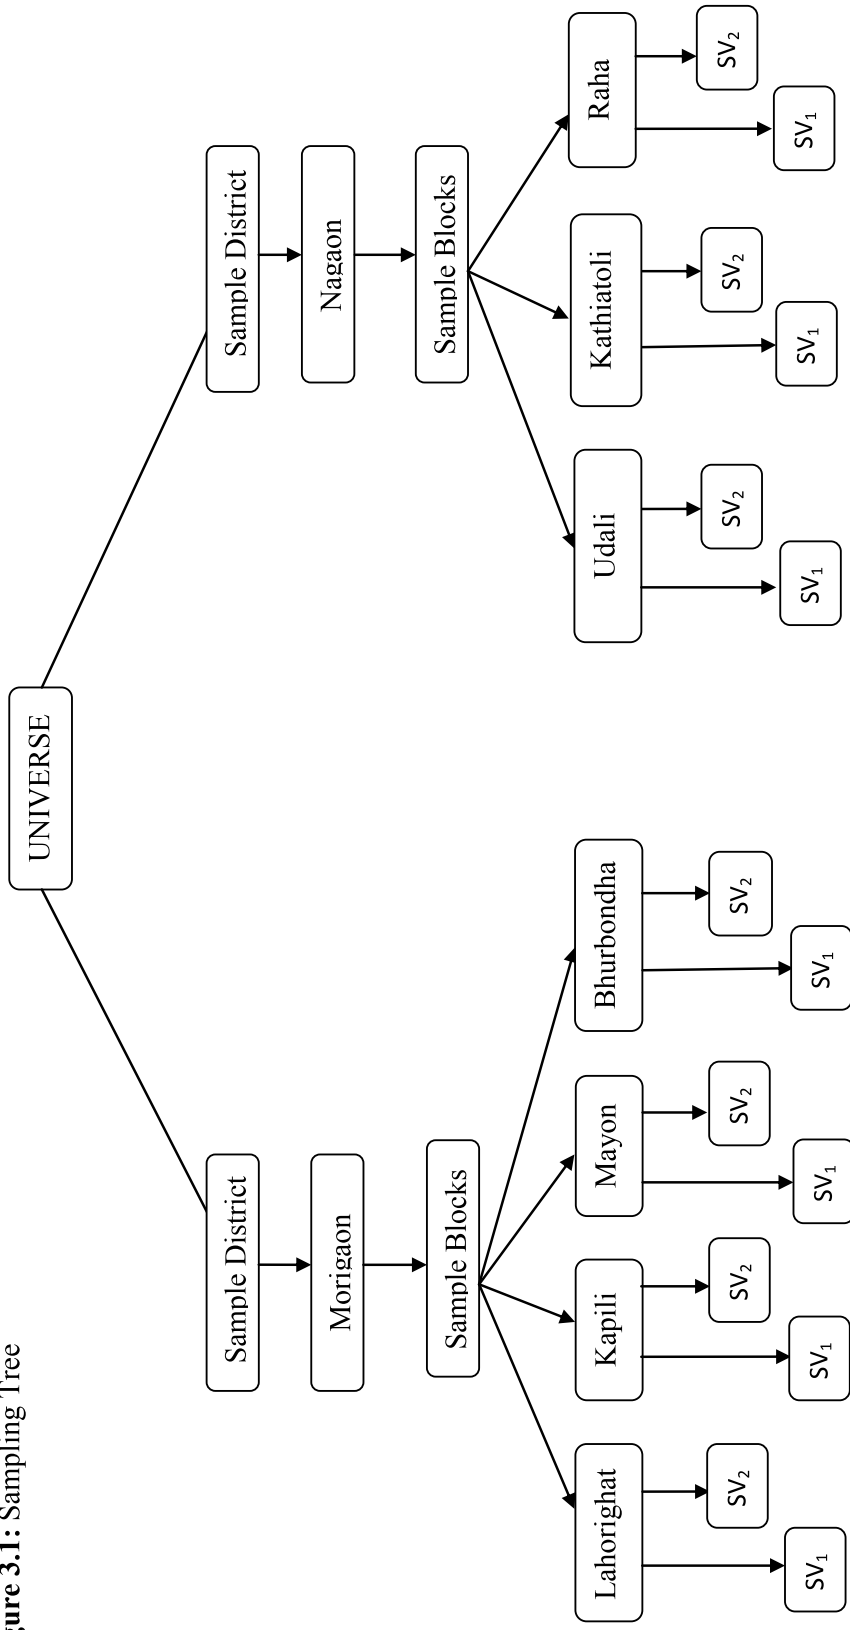 gure 3.1: Sampling Tree
UNIVERSE
Sample District
Sample District
Morigaon
Nagaon
Sample Blocks
Sample Blocks
Lahorighat
Kapili
Mayon
Bhurbondha
Udali
Kathiatoli
Raha
SV₂
SV₂
SV₂
SV₂
SV₂
SV₂
SV₂
SV₁
SV₁
SV₁
SV₁
SV₁
SV₁
SV₁